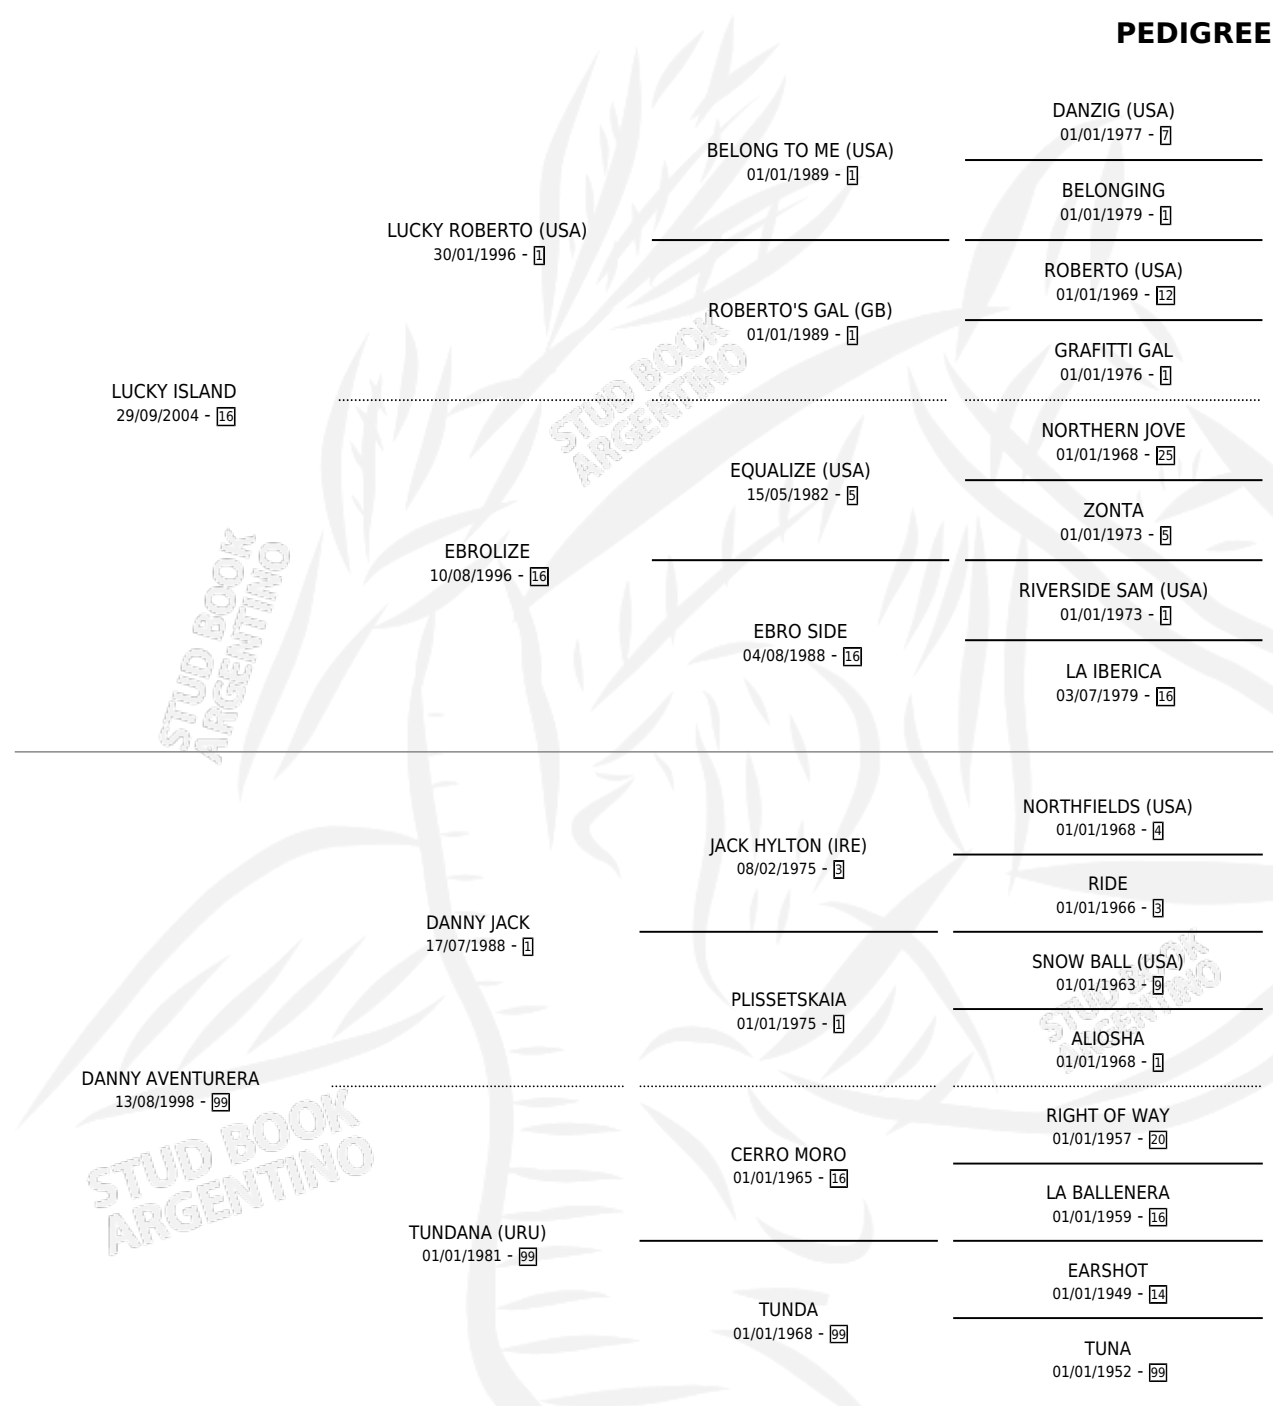 PEDIGREE
DANZIG (USA)
01/01/1977 - 7
BELONG TO ME (USA)
01/01/1989 - 1
BELONGING
01/01/1979 - 1
LUCKY ROBERTO (USA)
30/01/1996 - 1
ROBERTO (USA)
01/01/1969 - 12
ROBERTO'S GAL (GB)
01/01/1989 - 1
GRAFITTI GAL
01/01/1976 - 1
LUCKY ISLAND
29/09/2004 - 16
STUD BOOK
ARGENTINO
NORTHERN JOVE
01/01/1968 - 25
EQUALIZE (USA)
15/05/1982 - 5
ZONTA
01/01/1973 - 5
EBROLIZE
10/08/1996 - 16
RIVERSIDE SAM (USA)
01/01/1973 - 1
EBRO SIDE
04/08/1988 - 16
LA IBERICA
03/07/1979 - 16
STUD BOOK
ARGENTINO
NORTHFIELDS (USA)
01/01/1968 - 4
JACK HYLTON (IRE)
08/02/1975 - 3
RIDE
01/01/1966 - 3
DANNY JACK
17/07/1988 - 1
SNOW BALL (USA)
01/01/1963 - 9
PLISSETSKAIA
01/01/1975 - 1
STUD BOOK
ARGENTINO
ALIOSHA
01/01/1968 - 1
DANNY AVENTURERA
13/08/1998 - 99
RIGHT OF WAY
01/01/1957 - 20
CERRO MORO
01/01/1965 - 16
STUD BOOK
ARGENTINO
LA BALLENERA
01/01/1959 - 16
TUNDANA (URU)
01/01/1981 - 99
EARSHOT
01/01/1949 - 14
TUNDA
01/01/1968 - 99
TUNA
01/01/1952 - 99